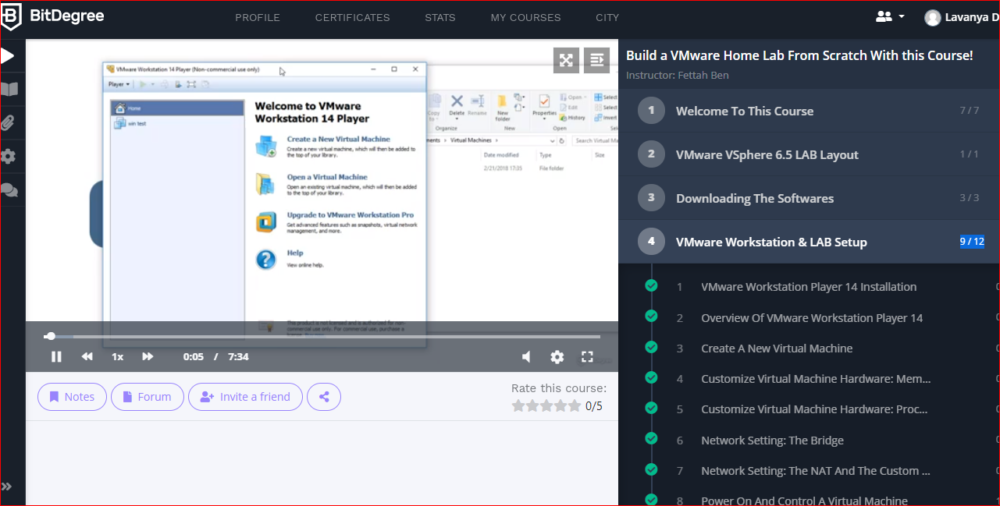 BitDegree
PROFILE CERTIFICATES STATS MY COURSES CITY
Lavanya D
VMware Workstation 14 Player (Non-commercial use only)
Player
Home
win test
Welcome to VMware
Workstation 14 Player
Create a New Virtual Machine
Create a new virtual machine, which will then be added
to the top of your library.
Open a Virtual Machine
Open an existing virtual machine, which will then be added
to the top of your library.
Upgrade to VMware Workstation Pro
Get advanced features such as snapshots, virtual network
management, and more.
Help
View online help.
This product is not licensed and is authorized for non-
commercial use only. For commercial use, purchase a
license.
Copy
to
Delete
Rename
New
folder
Properties
Open
Edit
History
Select
Select
Invert
Organize
New
Open
Virtual Machines
Search Virtual
Date modified
Type
Size
2/21/2018 17:35
File folder
1x
0:05 / 7:34
Notes
Forum
Invite a friend
Rate this course:
0/5
Build a VMware Home Lab From Scratch With this Course!
Instructor: Fettah Ben
1 Welcome To This Course 7 / 7
2 VMware VSphere 6.5 LAB Layout 1 / 1
3 Downloading The Softwares 3 / 3
4 VMware Workstation & LAB Setup 9 / 12
1 VMware Workstation Player 14 Installation
2 Overview Of VMware Workstation Player 14
3 Create A New Virtual Machine
4 Customize Virtual Machine Hardware: Mem...
5 Customize Virtual Machine Hardware: Proc...
6 Network Setting: The Bridge
7 Network Setting: The NAT And The Custom ...
8 Power On And Control A Virtual Machine